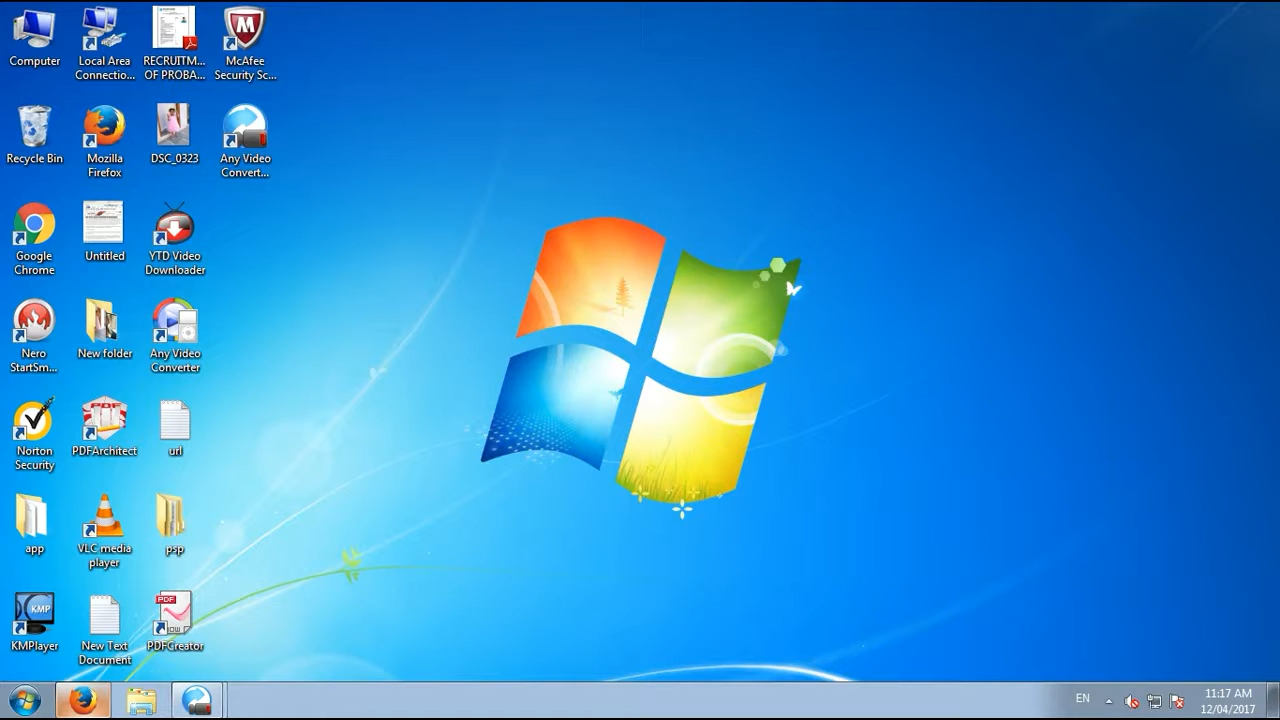 Computer
Local Area
Connectio...
RECRUITM...
OF PROBA...
McAfee
Security Sc...
Recycle Bin
Mozilla
Firefox
DSC_0323
Any Video
Convert...
Google
Chrome
Untitled
YTD Video
Downloader
Nero
StartSm...
New folder
Any Video
Converter
Norton
Security
PDFArchitect
url
app
VLC media
player
psp
KMP
KMPlayer
New Text
Document
PDF
PDFCreator
EN
11:17 AM
12/04/2017